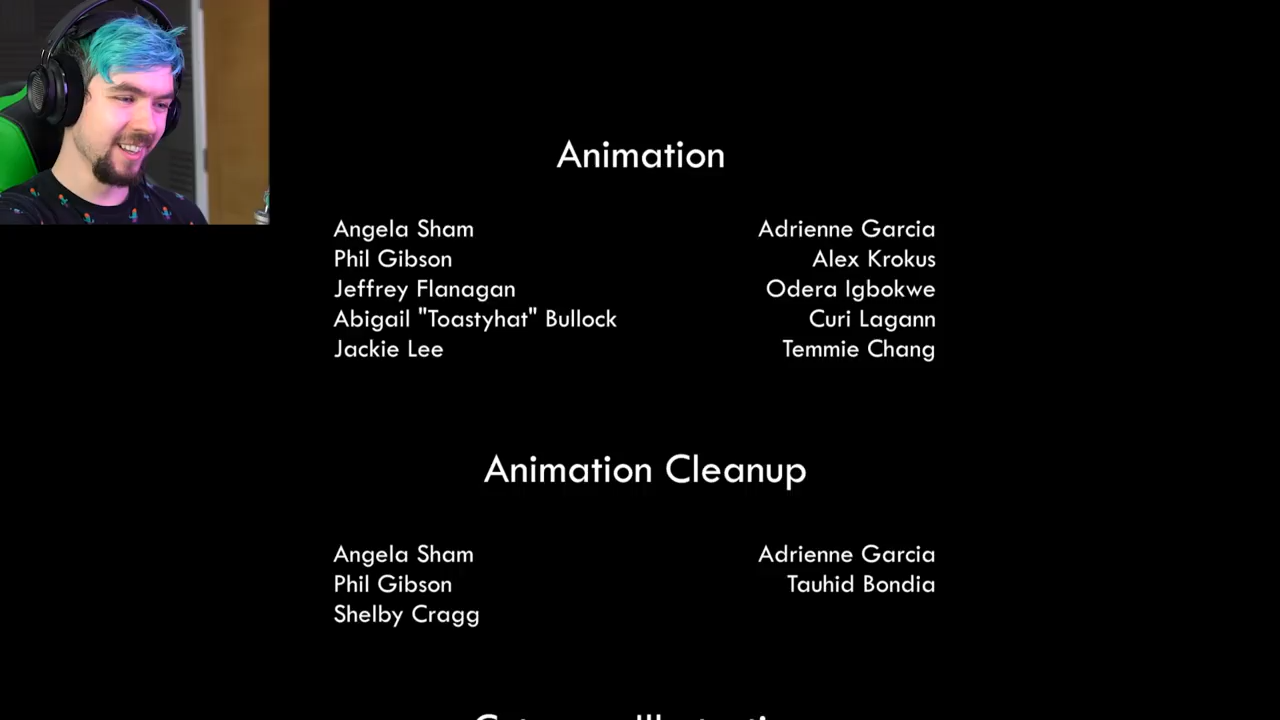 Animation
Angela Sham Adrienne Garcia
Phil Gibson Alex Krokus
Jeffrey Flanagan Odera Igbokwe
Abigail "Toastyhat" Bullock Curi Lagann
Jackie Lee Temmie Chang
Animation Cleanup
Angela Sham Adrienne Garcia
Phil Gibson Tauhid Bondia
Shelby Cragg